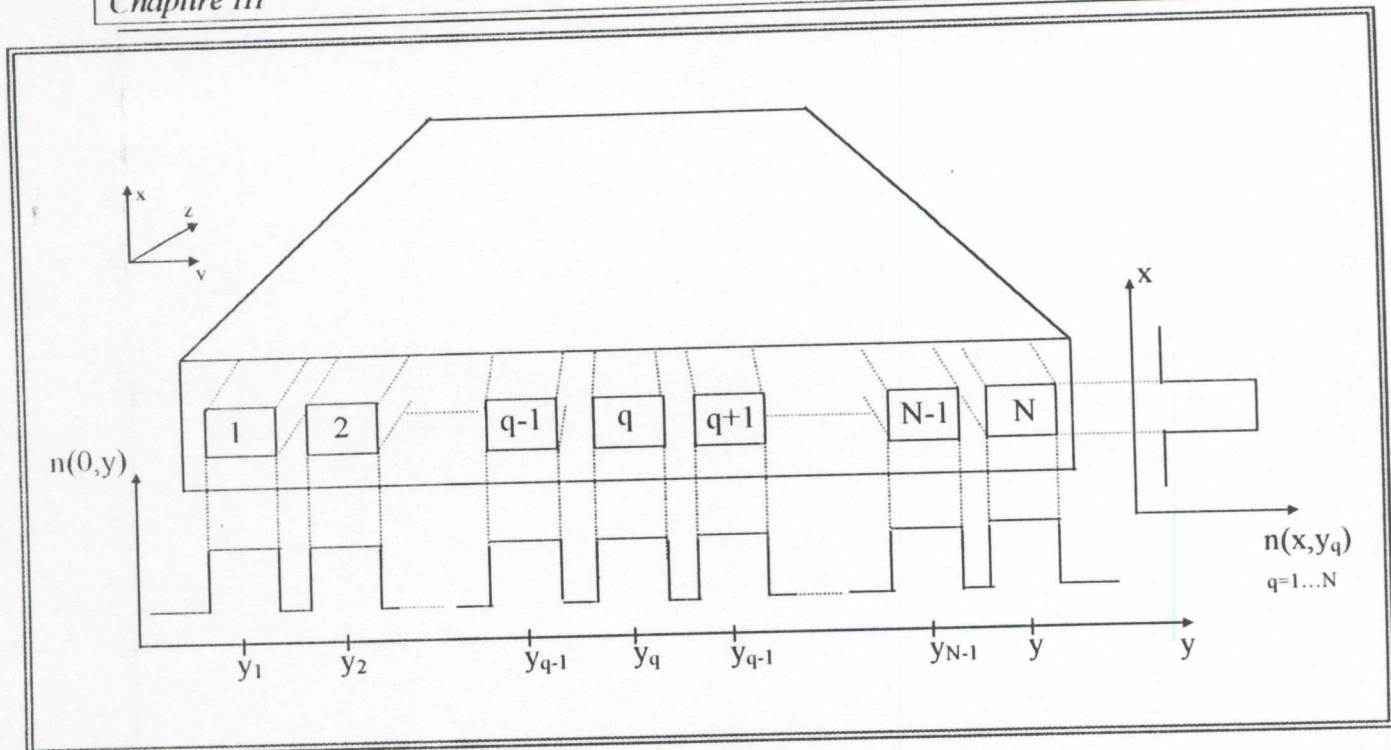 Chapitre III
x
z
y
x
1 2 q-1 q q+1 N-1 N
n(0,y)
n(x,yq)
q=1...N
y1 y2 yq-1 yq yq-1 yN-1 y y